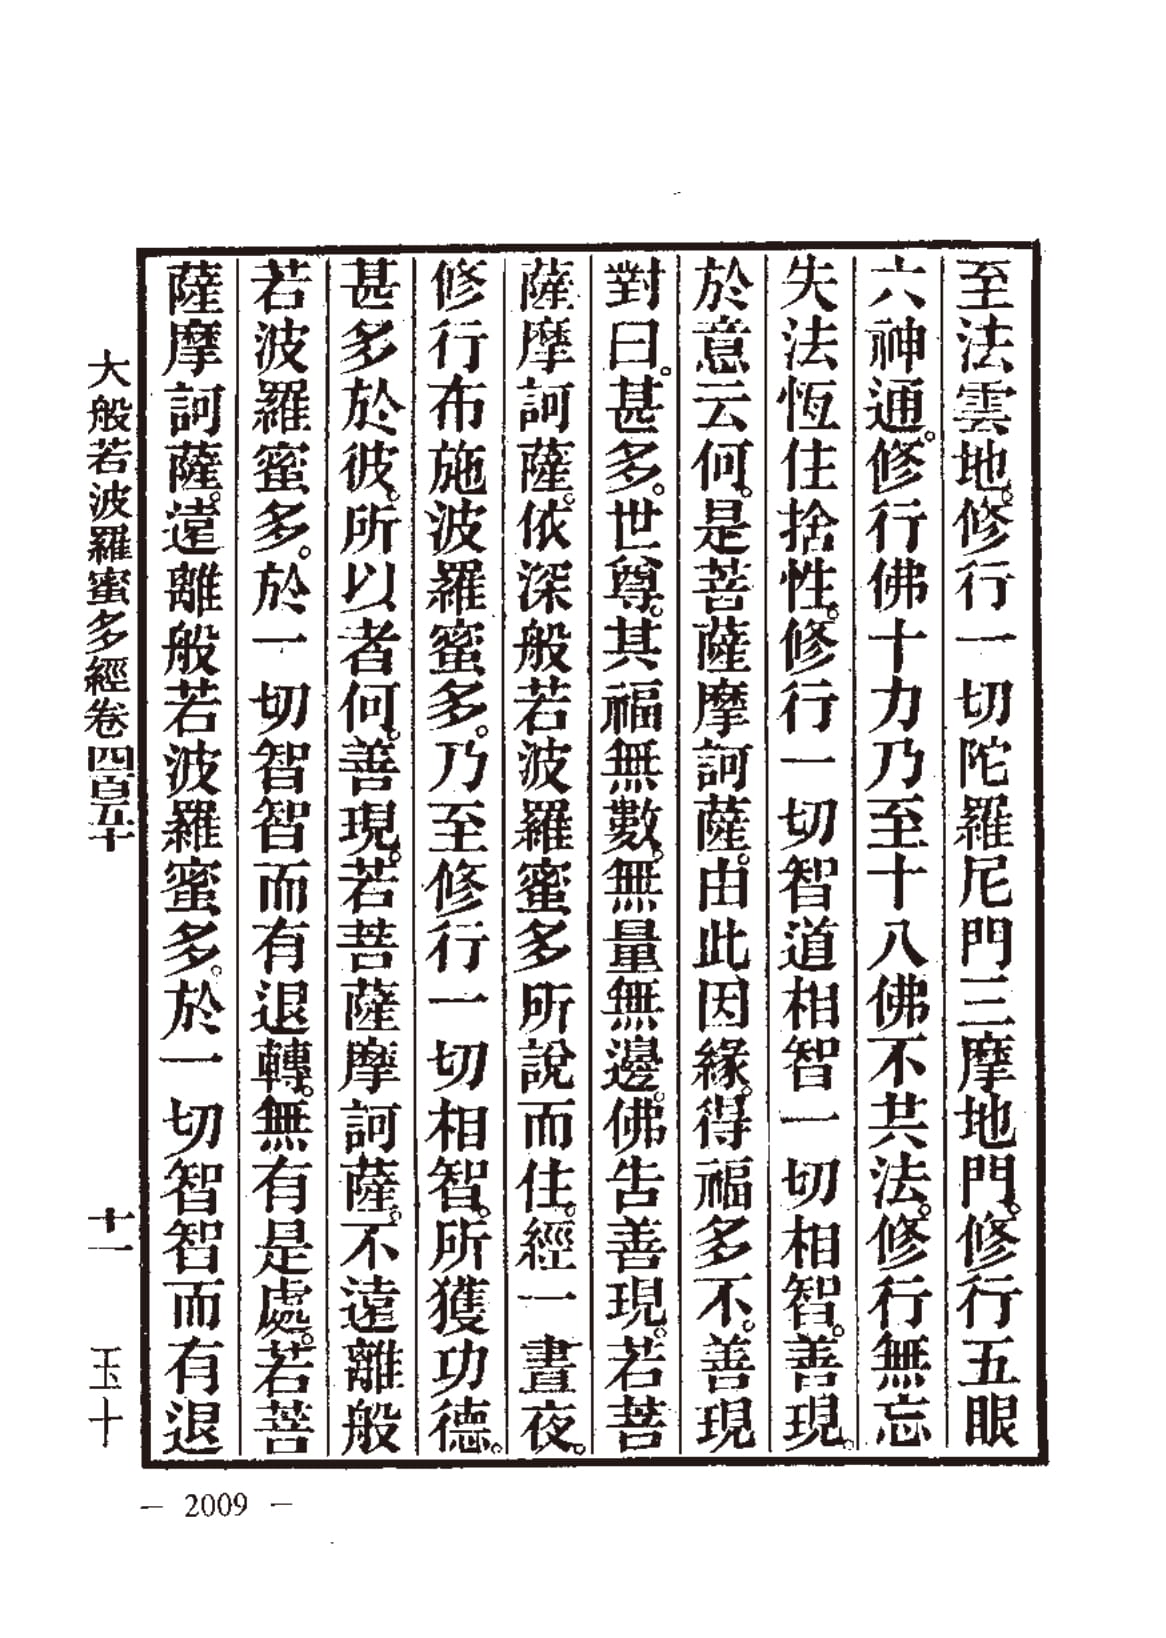 至法雲地。修行一切陀羅尼門三摩地門。修行五眼
六神通。修行佛十力乃至十八佛不共法。修行無忘
失法恆住捨性。修行一切智道相智一切相智。善現。
於意云何。是菩薩摩訶薩。由此因緣。得福多不。善現
對曰。甚多。世尊。其福無數。無量無邊。佛告善現。若菩
薩摩訶薩。依深般若波羅蜜多所說而住。經一晝夜。
修行布施波羅蜜多。乃至修行一切相智。所獲功德。
甚多於彼。所以者何。善現。若菩薩摩訶薩。不遠離般
若波羅蜜多。於一切智智而有退轉。無有是處。若菩
薩摩訶薩。遠離般若波羅蜜多。於一切智智而有退
大般若波羅蜜多經卷四百五十 十一 玉十
— 2009 —